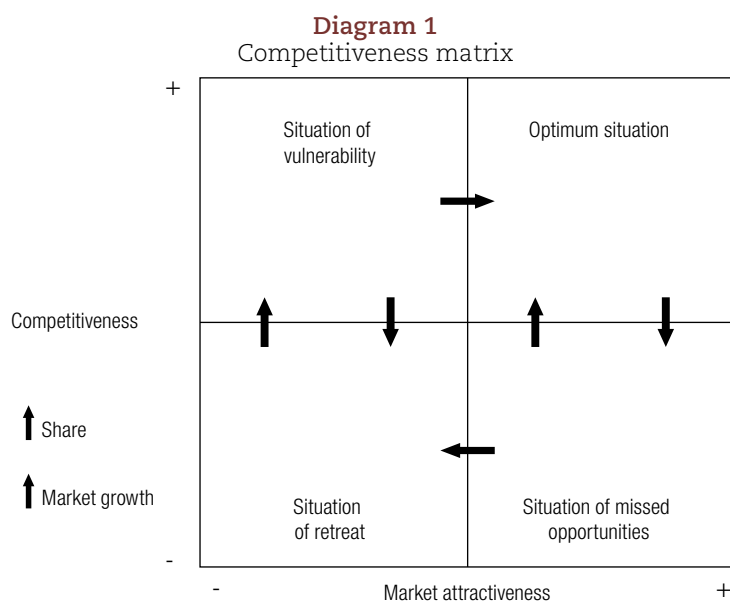 Diagram 1
Competitiveness matrix
+
Situation of
vulnerability
Optimum situation
Competitiveness
Share
Market growth
Situation
of retreat
Situation of missed
opportunities
-
-
Market attractiveness
+